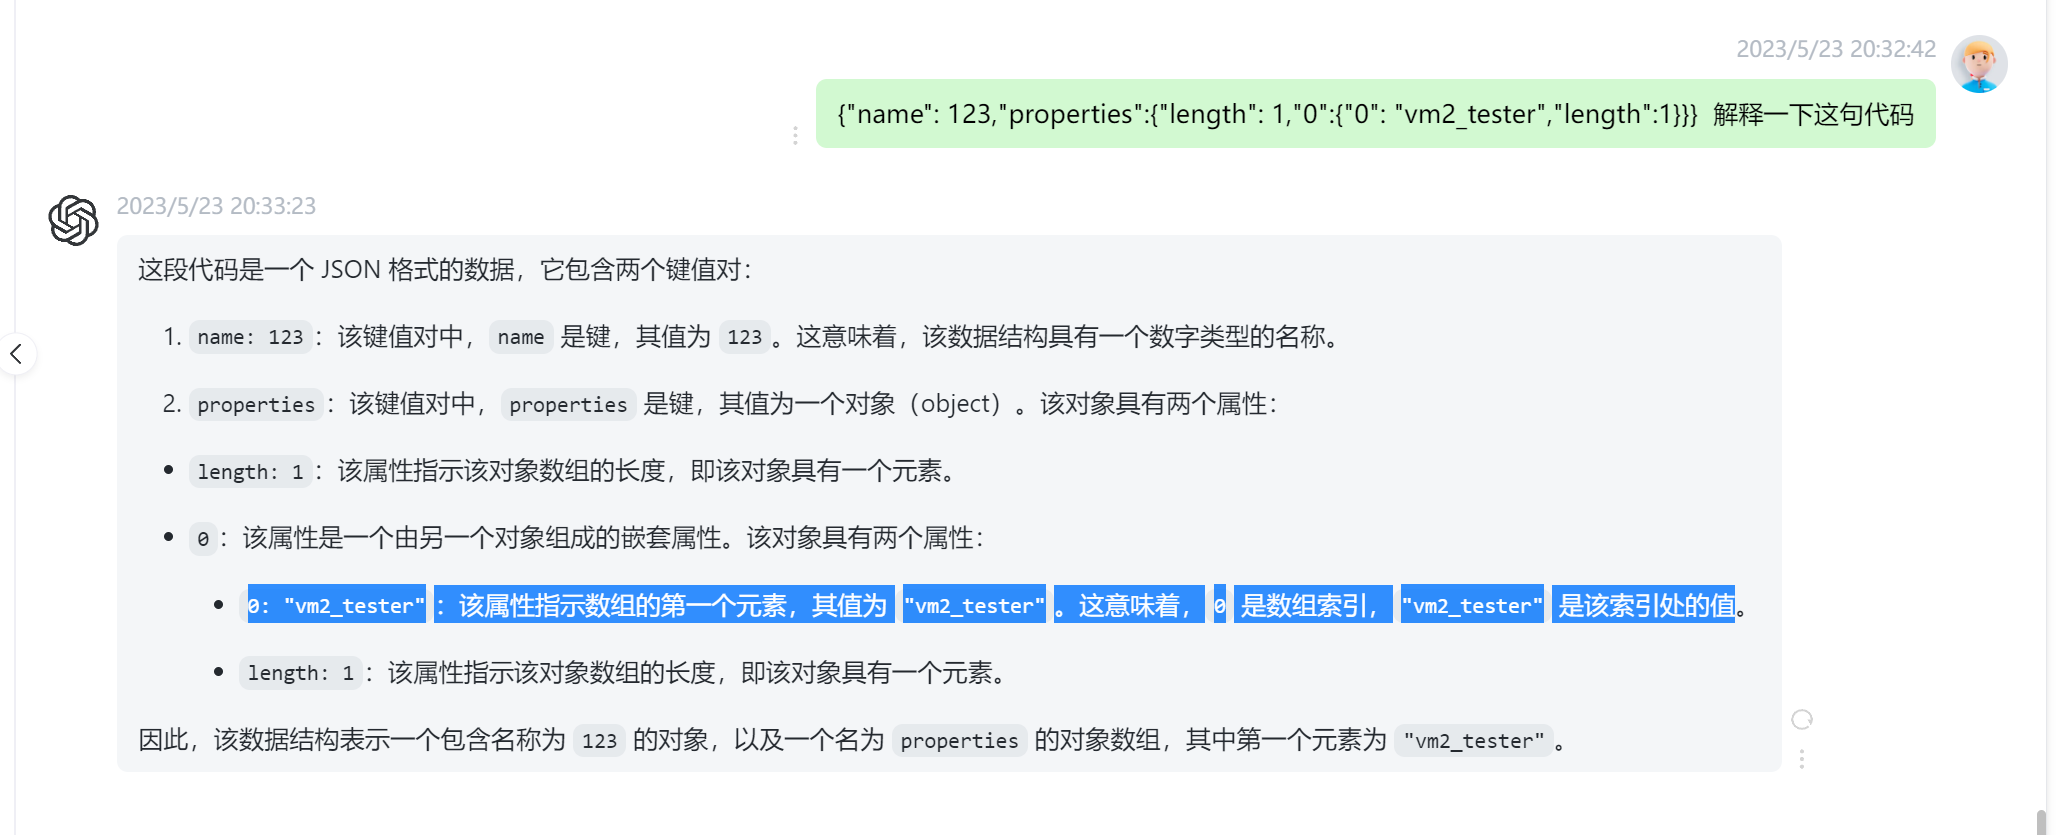 2023/5/23 20:32:42
{"name": 123,"properties":{"length": 1,"0":{"0": "vm2_tester","length":1}}}  解释一下这句代码
2023/5/23 20:33:23
这段代码是一个 JSON 格式的数据，它包含两个键值对：
1. name: 123：该键值对中，name 是键，其值为 123。这意味着，该数据结构具有一个数字类型的名称。
2. properties：该键值对中，properties 是键，其值为一个对象（object）。该对象具有两个属性：
• length: 1：该属性指示该对象数组的长度，即该对象具有一个元素。
• 0：该属性是一个由另一个对象组成的嵌套属性。该对象具有两个属性：
• 0: "vm2_tester"：该属性指示数组的第一个元素，其值为 "vm2_tester"。这意味着，0 是数组索引，"vm2_tester" 是该索引处的值。
• length: 1：该属性指示该对象数组的长度，即该对象具有一个元素。
因此，该数据结构表示一个包含名称为 123 的对象，以及一个名为 properties 的对象数组，其中第一个元素为 "vm2_tester"。